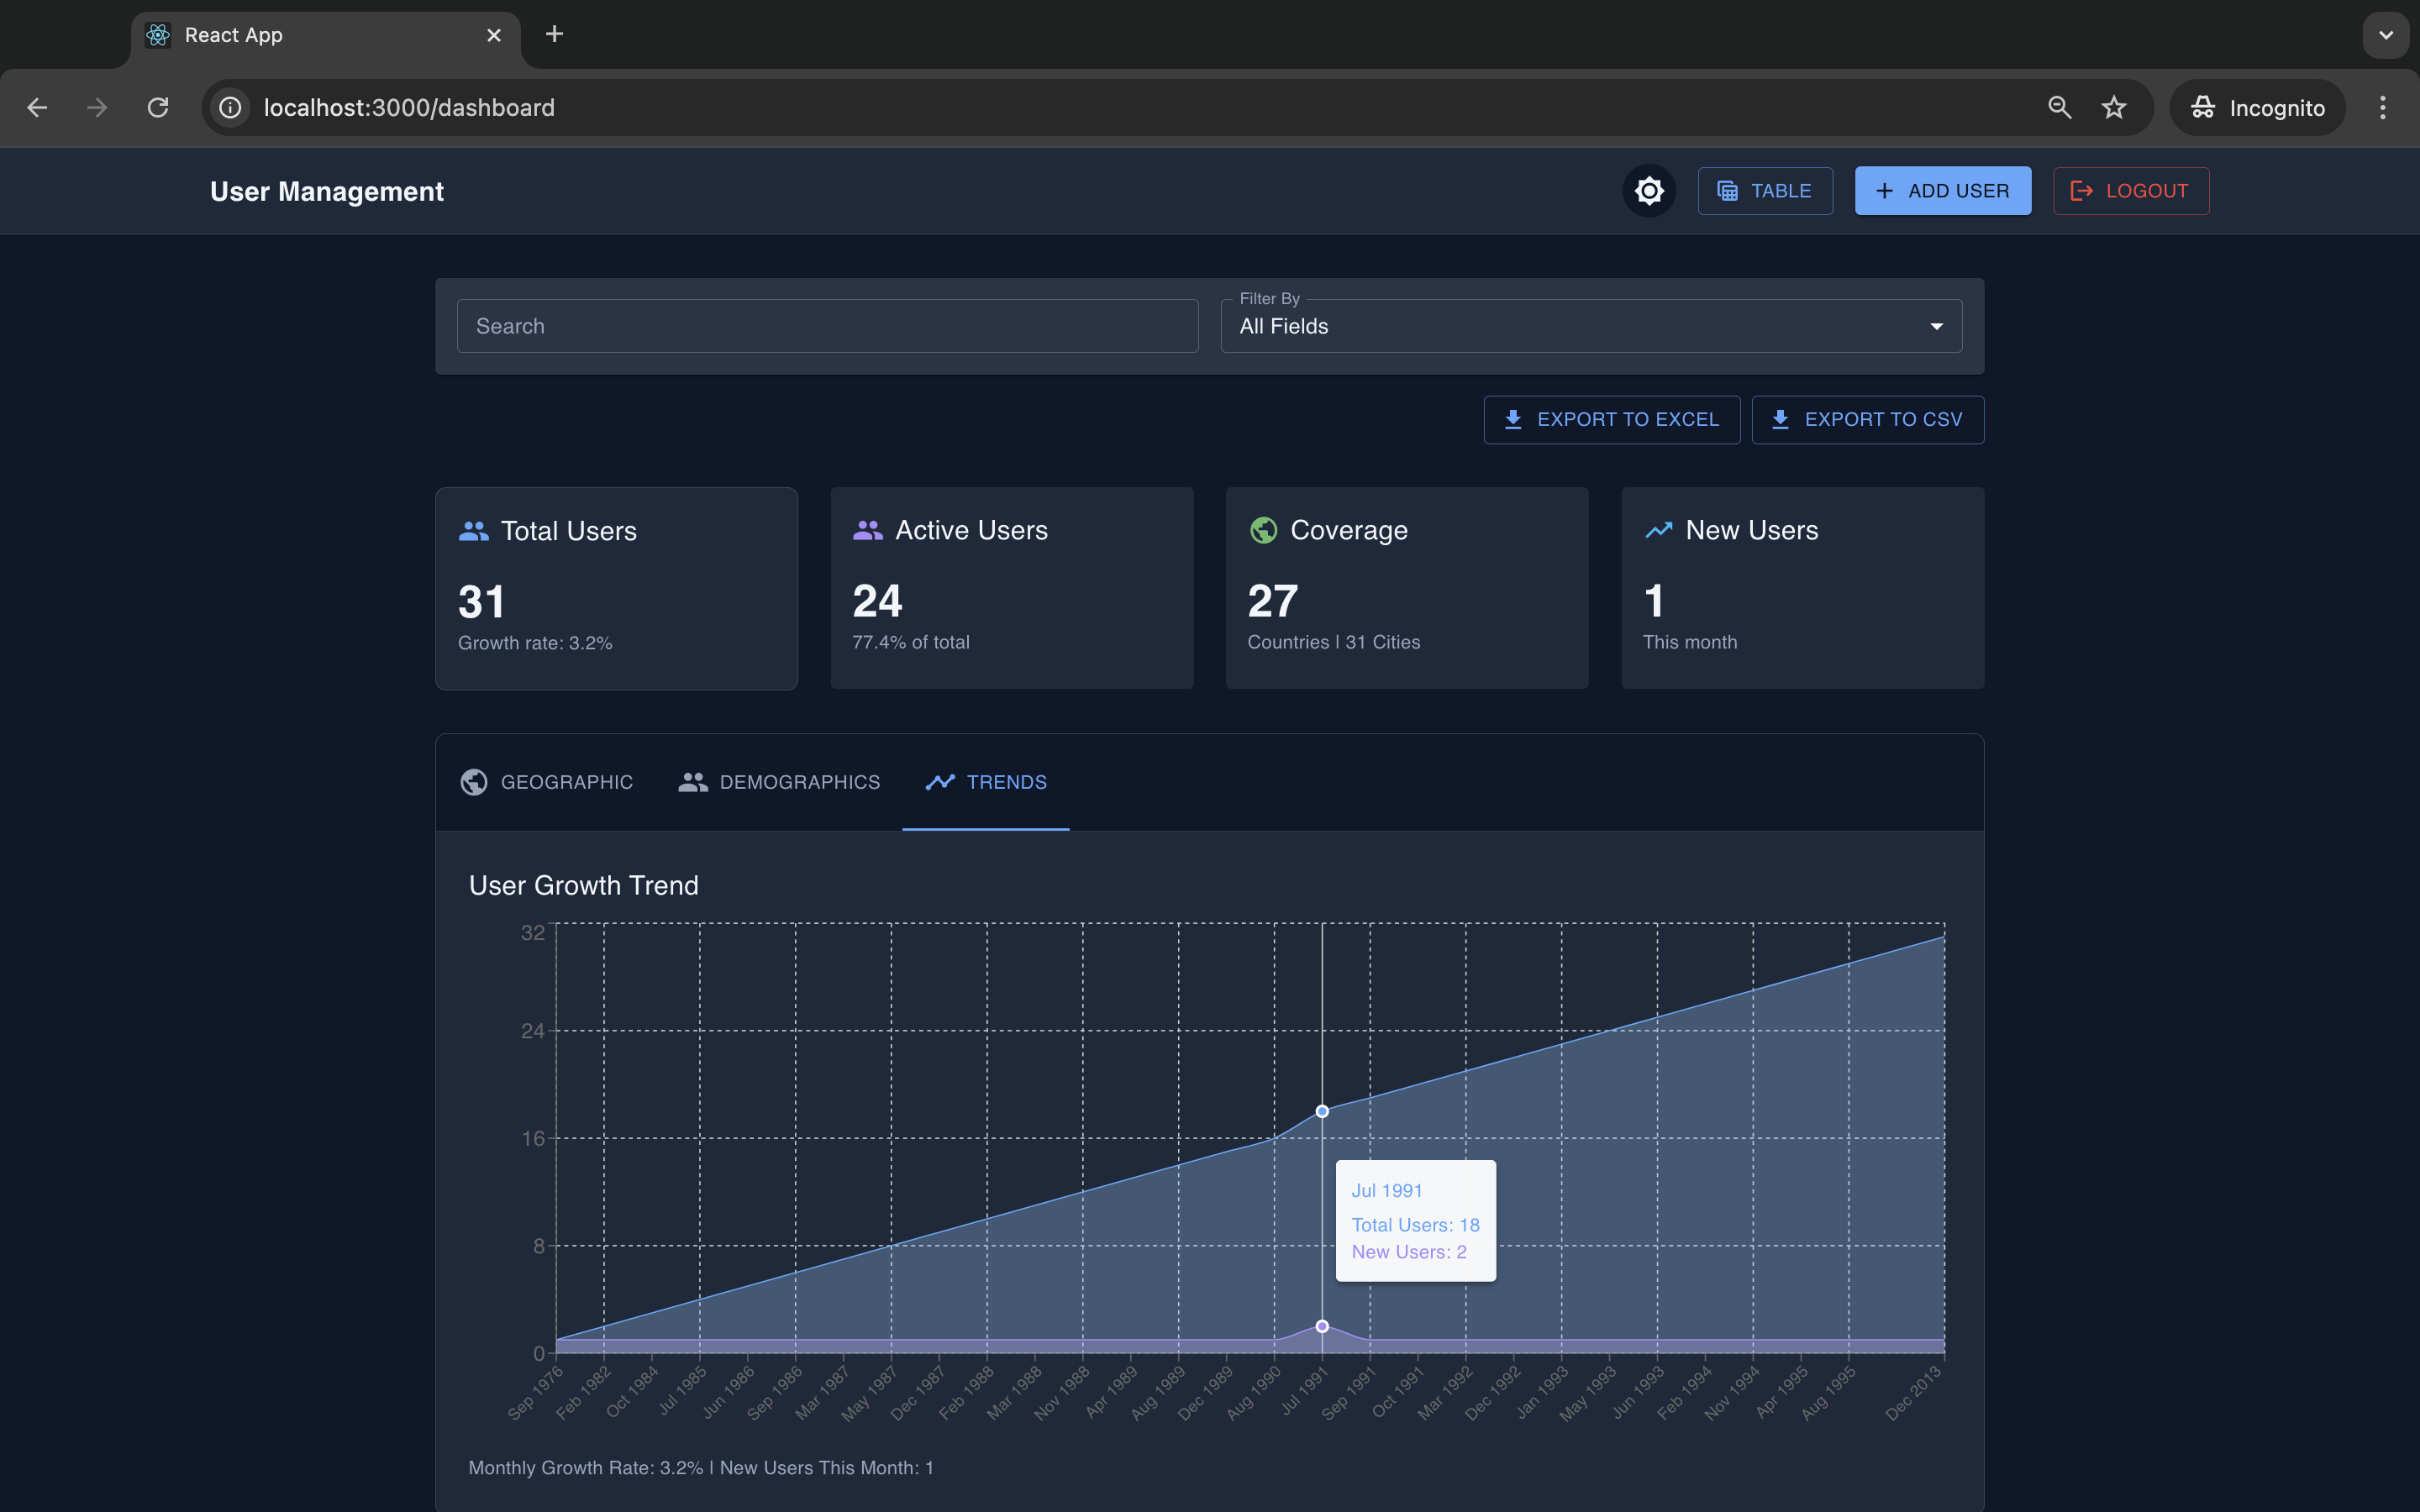 React App
localhost:3000/dashboard
Incognito
User Management
TABLE
ADD USER
LOGOUT
Search
Filter By
All Fields
EXPORT TO EXCEL
EXPORT TO CSV
Total Users
31
Growth rate: 3.2%
Active Users
24
77.4% of total
Coverage
27
Countries | 31 Cities
New Users
1
This month
GEOGRAPHIC
DEMOGRAPHICS
TRENDS
User Growth Trend
32
24
16
8
0
Jul 1991
Total Users: 18
New Users: 2
Sep 1976
Feb 1982
Oct 1984
Jul 1985
Jun 1986
Sep 1986
Mar 1987
May 1987
Dec 1987
Feb 1988
Mar 1988
Nov 1988
Apr 1989
Aug 1989
Dec 1989
Aug 1990
Jul 1991
Sep 1991
Oct 1991
Mar 1992
Dec 1992
Jan 1993
May 1993
Jun 1993
Feb 1994
Nov 1994
Apr 1995
Aug 1995
Dec 2013
Monthly Growth Rate: 3.2% | New Users This Month: 1